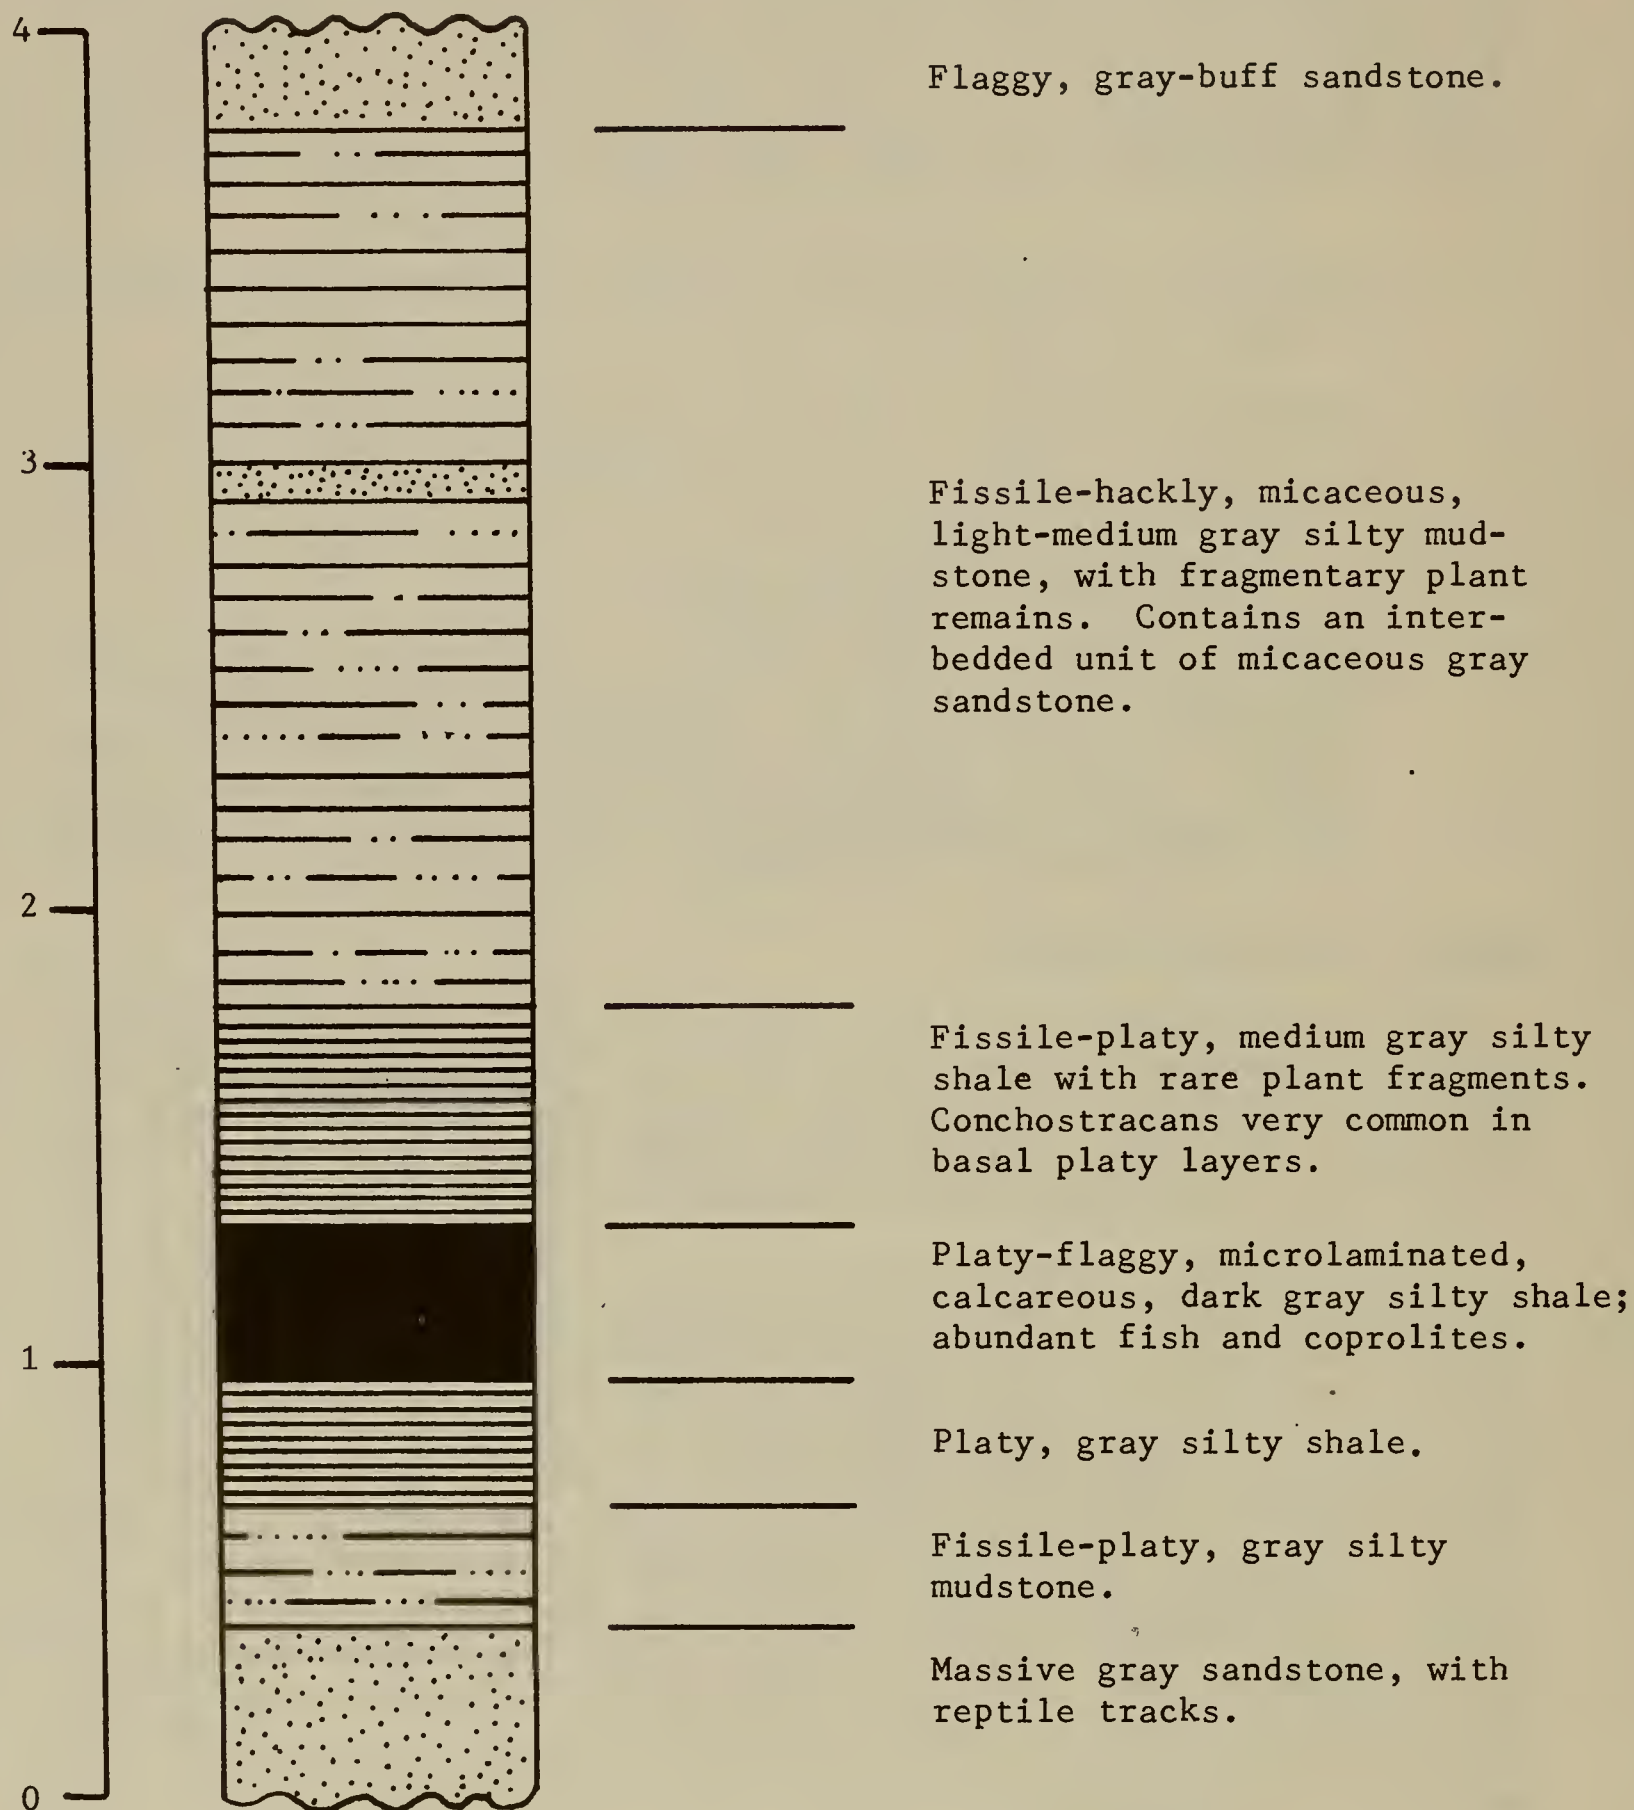 4
Flaggy, gray-buff sandstone.
3
Fissile-hackly, micaceous,
light-medium gray silty mud-
stone, with fragmentary plant
remains. Contains an inter-
bedded unit of micaceous gray
sandstone.
2
Fissile-platy, medium gray silty
shale with rare plant fragments.
Conchostracans very common in
basal platy layers.
Platy-flaggy, microlaminated,
calcareous, dark gray silty shale;
abundant fish and coprolites.
1
Platy, gray silty shale.
Fissile-platy, gray silty
mudstone.
Massive gray sandstone, with
reptile tracks.
0